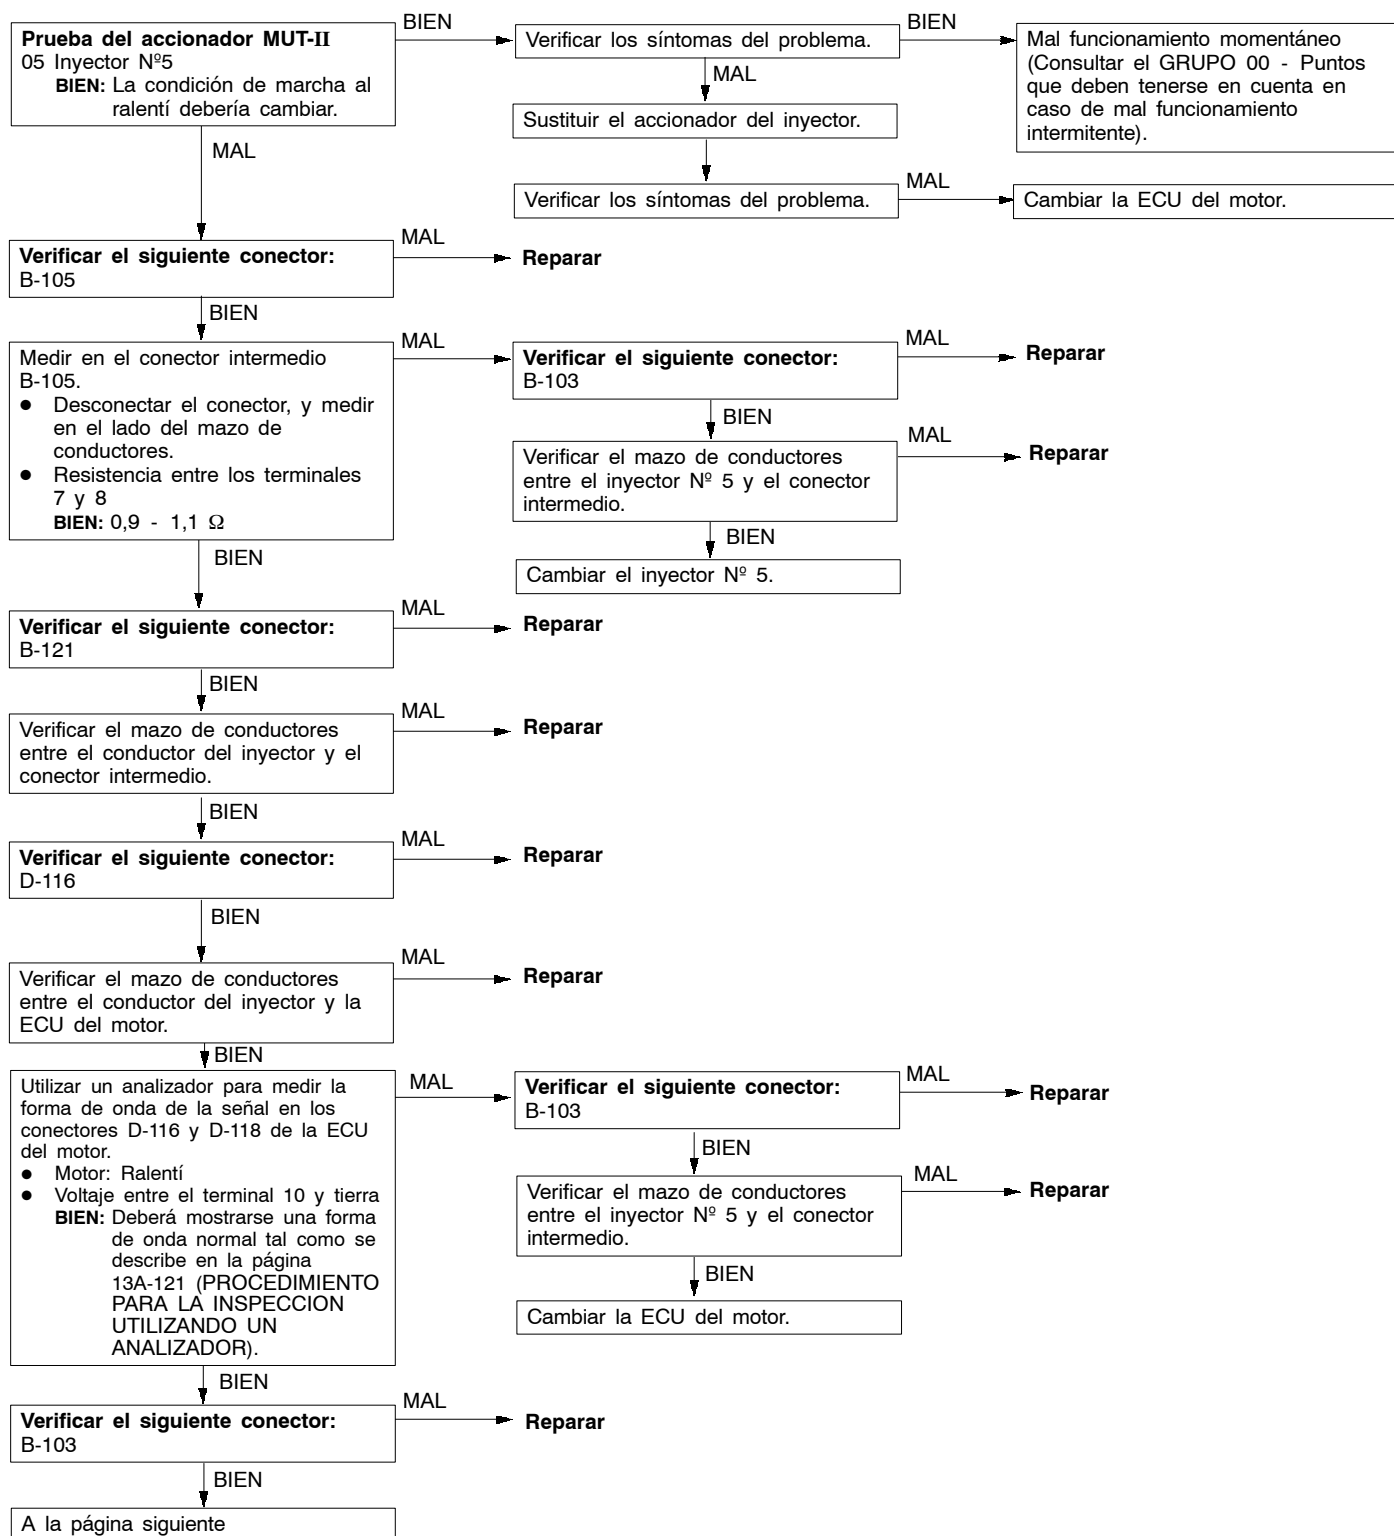 Prueba del accionador MUT-II
05 Inyector Nº5
BIEN: La condición de marcha al
ralentí debería cambiar.
BIEN
Verificar los síntomas del problema.
BIEN
Mal funcionamiento momentáneo
(Consultar el GRUPO 00 - Puntos
que deben tenerse en cuenta en
caso de mal funcionamiento
intermitente).
MAL
Sustituir el accionador del inyector.
Verificar los síntomas del problema.
MAL
Cambiar la ECU del motor.
MAL
Verificar el siguiente conector:
B-105
MAL
Reparar
BIEN
Medir en el conector intermedio
B-105.
● Desconectar el conector, y medir
en el lado del mazo de
conductores.
● Resistencia entre los terminales
7 y 8
BIEN: 0,9 - 1,1 Ω
MAL
Verificar el siguiente conector:
B-103
MAL
Reparar
BIEN
Verificar el mazo de conductores
entre el inyector Nº 5 y el conector
intermedio.
MAL
Reparar
BIEN
Cambiar el inyector Nº 5.
BIEN
Verificar el siguiente conector:
B-121
MAL
Reparar
BIEN
Verificar el mazo de conductores
entre el conductor del inyector y el
conector intermedio.
MAL
Reparar
BIEN
Verificar el siguiente conector:
D-116
MAL
Reparar
BIEN
Verificar el mazo de conductores
entre el conductor del inyector y la
ECU del motor.
MAL
Reparar
BIEN
Utilizar un analizador para medir la
forma de onda de la señal en los
conectores D-116 y D-118 de la ECU
del motor.
● Motor: Ralentí
● Voltaje entre el terminal 10 y tierra
BIEN: Deberá mostrarse una forma
de onda normal tal como se
describe en la página
13A-121 (PROCEDIMIENTO
PARA LA INSPECCION
UTILIZANDO UN
ANALIZADOR).
MAL
Verificar el siguiente conector:
B-103
MAL
Reparar
BIEN
Verificar el mazo de conductores
entre el inyector Nº 5 y el conector
intermedio.
MAL
Reparar
BIEN
Cambiar la ECU del motor.
BIEN
Verificar el siguiente conector:
B-103
MAL
Reparar
BIEN
A la página siguiente